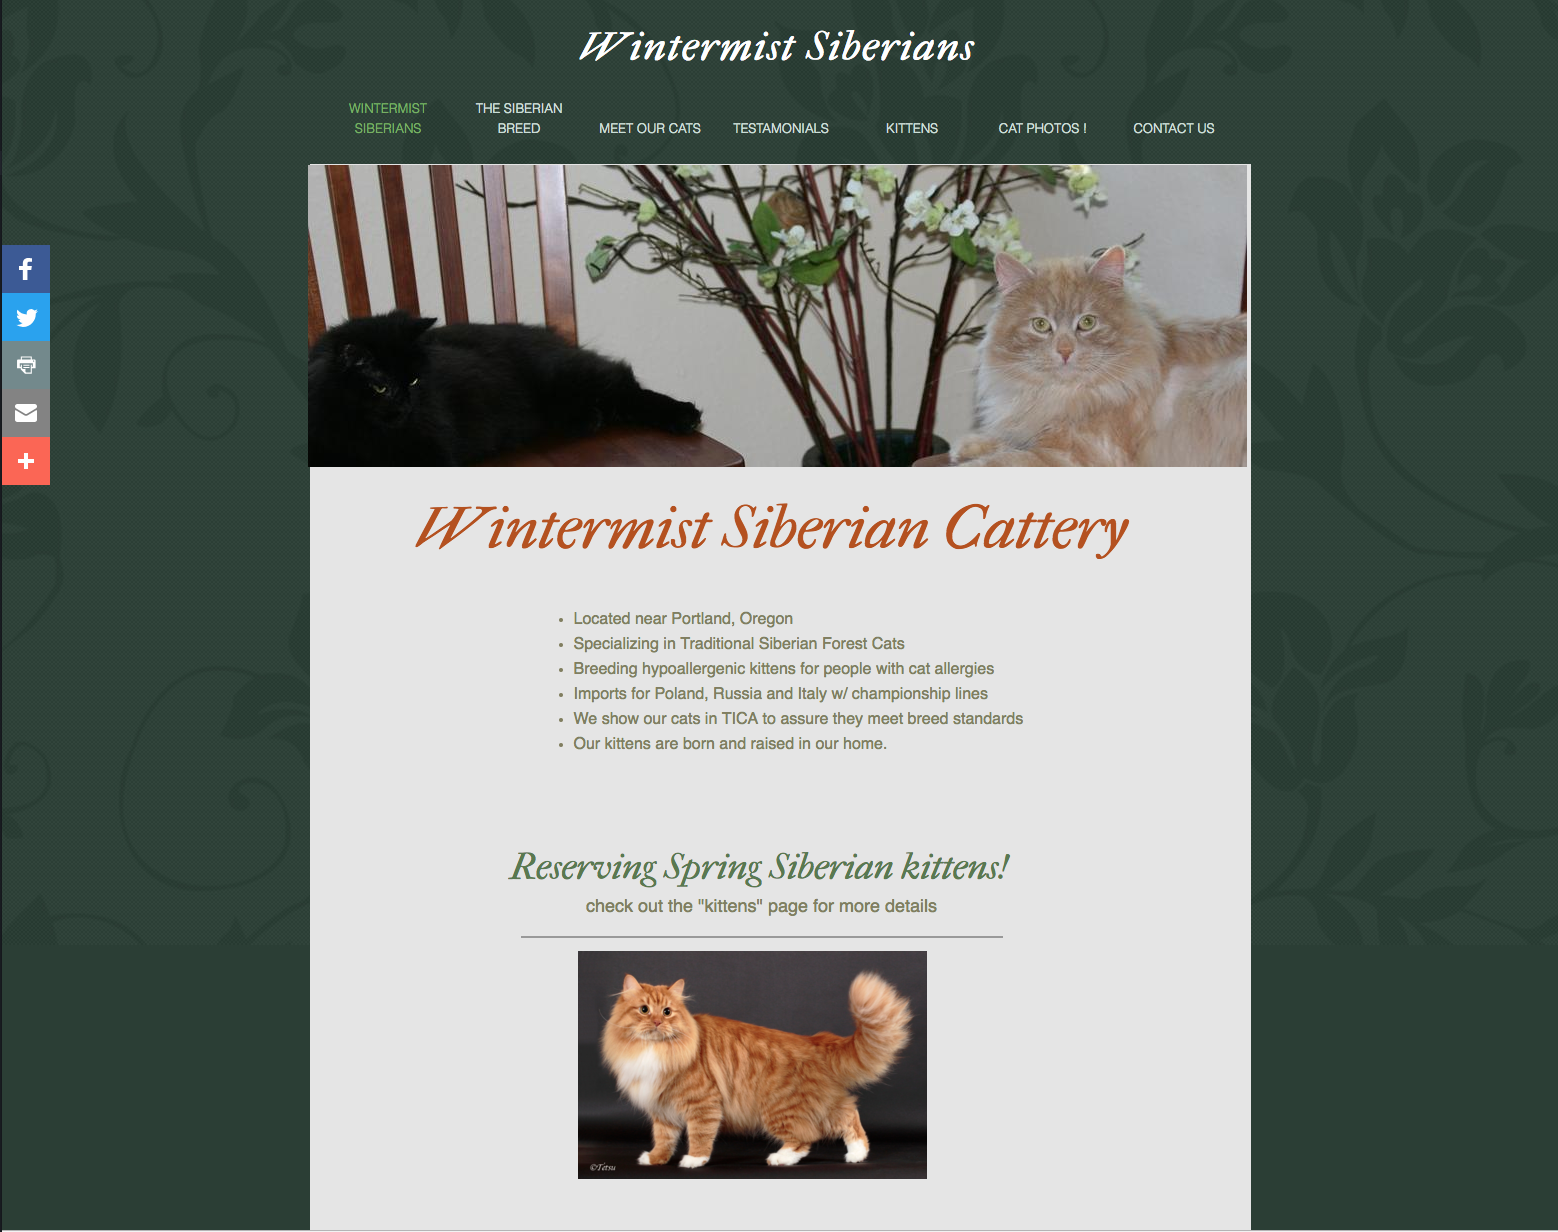 Wintermist Siberians
WINTERMIST
SIBERIANS
THE SIBERIAN
BREED
MEET OUR CATS
TESTAMONIALS
KITTENS
CAT PHOTOS !
CONTACT US
Wintermist Siberian Cattery
Located near Portland, Oregon
Specializing in Traditional Siberian Forest Cats
Breeding hypoallergenic kittens for people with cat allergies
Imports for Poland, Russia and Italy w/ championship lines
We show our cats in TICA to assure they meet breed standards
Our kittens are born and raised in our home.
Reserving Spring Siberian kittens!
check out the "kittens" page for more details
©Tetsu